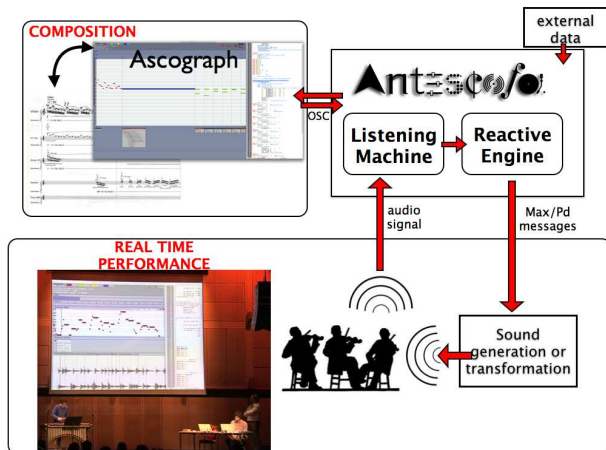 COMPOSITION
Ascograph
external
data
Antescofo
OSC
Listening
Machine
Reactive
Engine
audio
signal
Max/Pd
messages
REAL TIME
PERFORMANCE
Sound
generation or
transformation